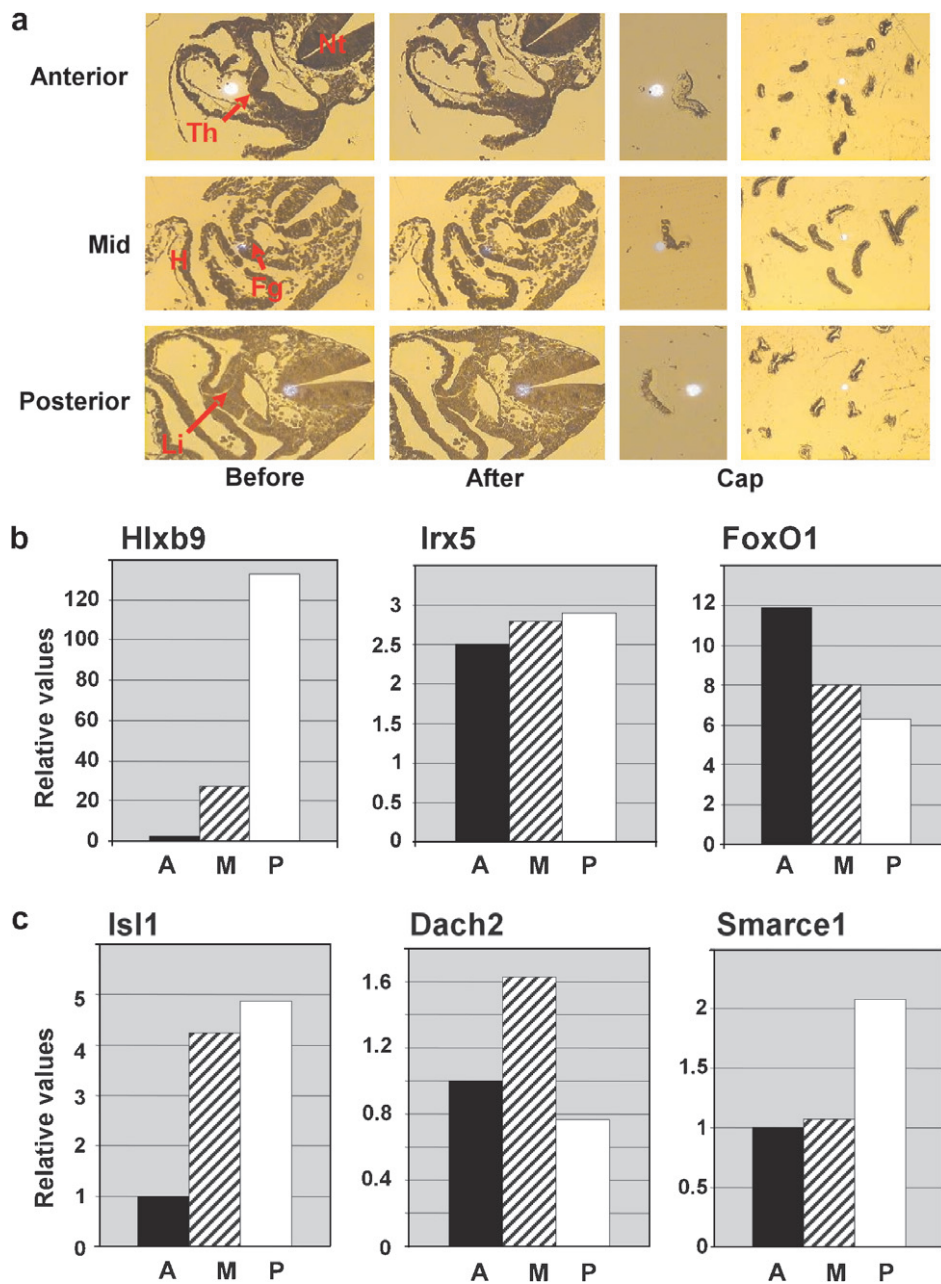 a
Anterior
Nt
Th
Mid
H
Fg
Posterior
Li
Before After Cap
b
Hlxb9 Irx5 FoxO1
Relative values
120
100
80
60
40
20
0
A M P
3
2.5
2
1.5
1
0.5
0
A M P
12
10
8
6
4
2
0
A M P
c
Isl1 Dach2 Smarce1
Relative values
5
4
3
2
1
0
A M P
1.6
1.2
0.8
0.4
0
A M P
2
1.5
1
0.5
0
A M P